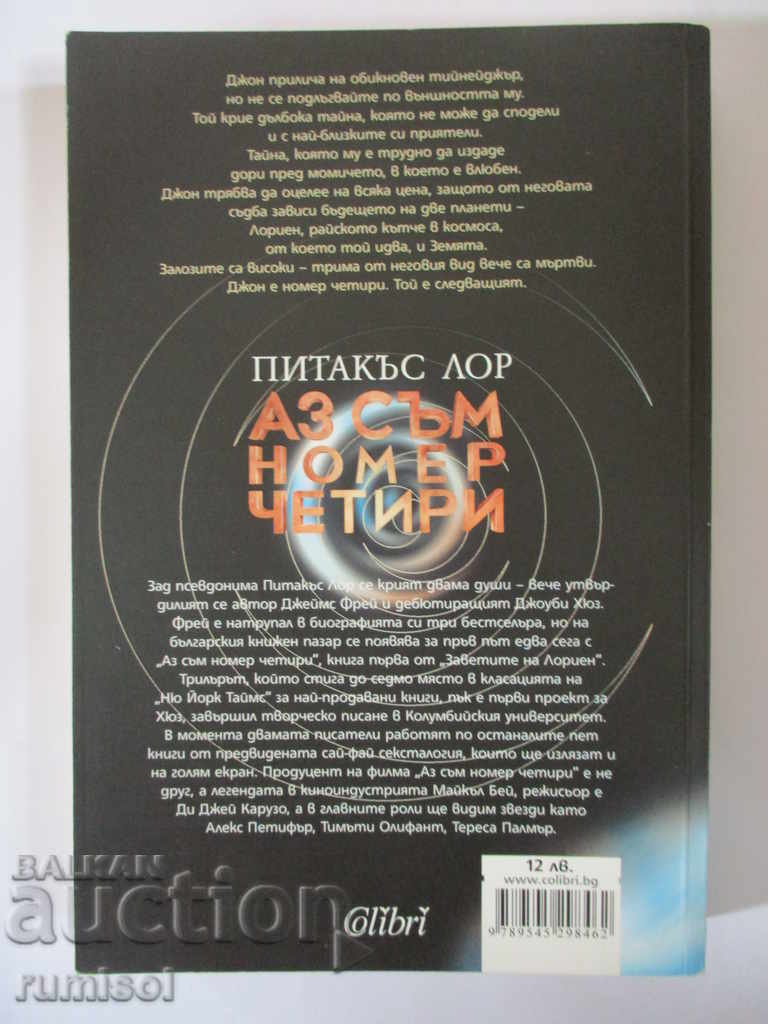 Джон прилича на обикновен тийнейджър,
но не се подлъгвайте по външността му.
Той крие дълбока тайна, която не може да сподели
и с най-близките си приятели.
Тайна, която му е трудно да издаде
дори пред момичето, в което е влюбен.
Джон трябва да оцелее на всяка цена, защото от неговата
съдба зависи бъдещето на две планети –
Лориен, райското кътче в космоса,
от което той идва, и Земята.
Залозите са високи – трима от неговия вид вече са мъртви.
Джон е номер четири. Той е следващият.
ПИТАКЪС ЛОР
АЗ СЪМ
НОМЕР
ЧЕТИРИ
Зад псевдонима Питакъс Лор се крият двама души – вече утвър-
дилият се автор Джеймс Фрей и дебютиращият Джоуби Хюз.
Фрей е натрупал в биографията си три бестселъра, но на
българския книжен пазар се появява за пръв път едва сега с
„Аз съм номер четири", книга първа от „Заветите на Лориен".
Трилърът, който стига до седмо място в класацията на
„Ню Йорк Таймс" за най-продавани книги, пък е първи проект за
Хюз, завършил творческо писане в Колумбийския университет.
В момента двамата писатели работят по останалите пет
книги от предвидената сай-фай сексталогия, които ще излязат и
на голям екран. Продуцент на филма „Аз съм номер четири" е не
друг, а легендата в киноиндустрията Майкъл Бей, режисьор е
Ди Джей Карузо, а в главните роли ще видим звезди като
Алекс Петифър, Тимъти Олифант, Тереса Палмър.
12 лв.
www.colibri.bg
9 789545 298462
Colibri
BALKAN
auction
rumisol